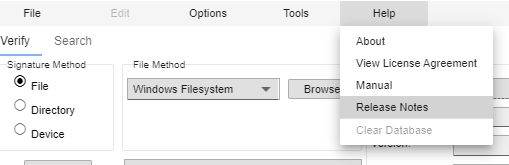 File Edit Options Tools Help
Verify Search
About
View License Agreement
Manual
Release Notes
Clear Database
Signature Method
File
Directory
Device
File Method
Windows Filesystem
Browse